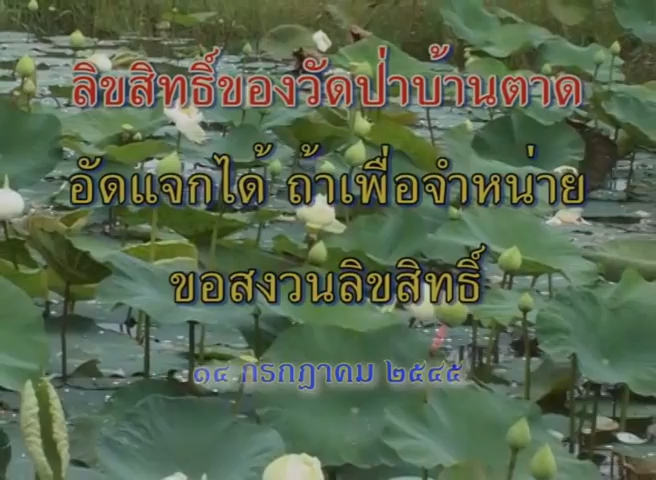 ลิขสิทธิ์ของวัดป่าบ้านตาด
อัดแจกได้ ถ้าเพื่อจำหน่าย
ขอสงวนลิขสิทธิ์
๑๔ กรกฎาคม ๒๕๔๕